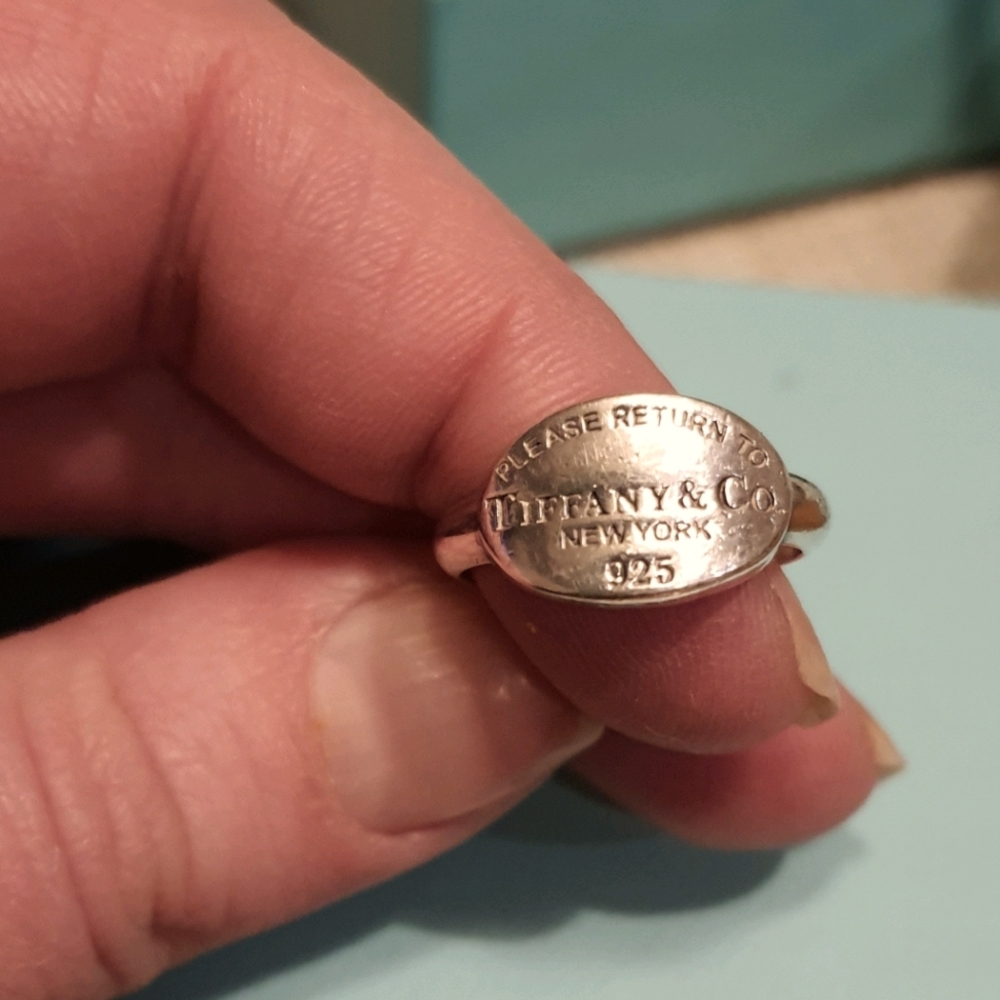 PLEASE RETURN TO
TIFFANY & CO.
NEW YORK
925